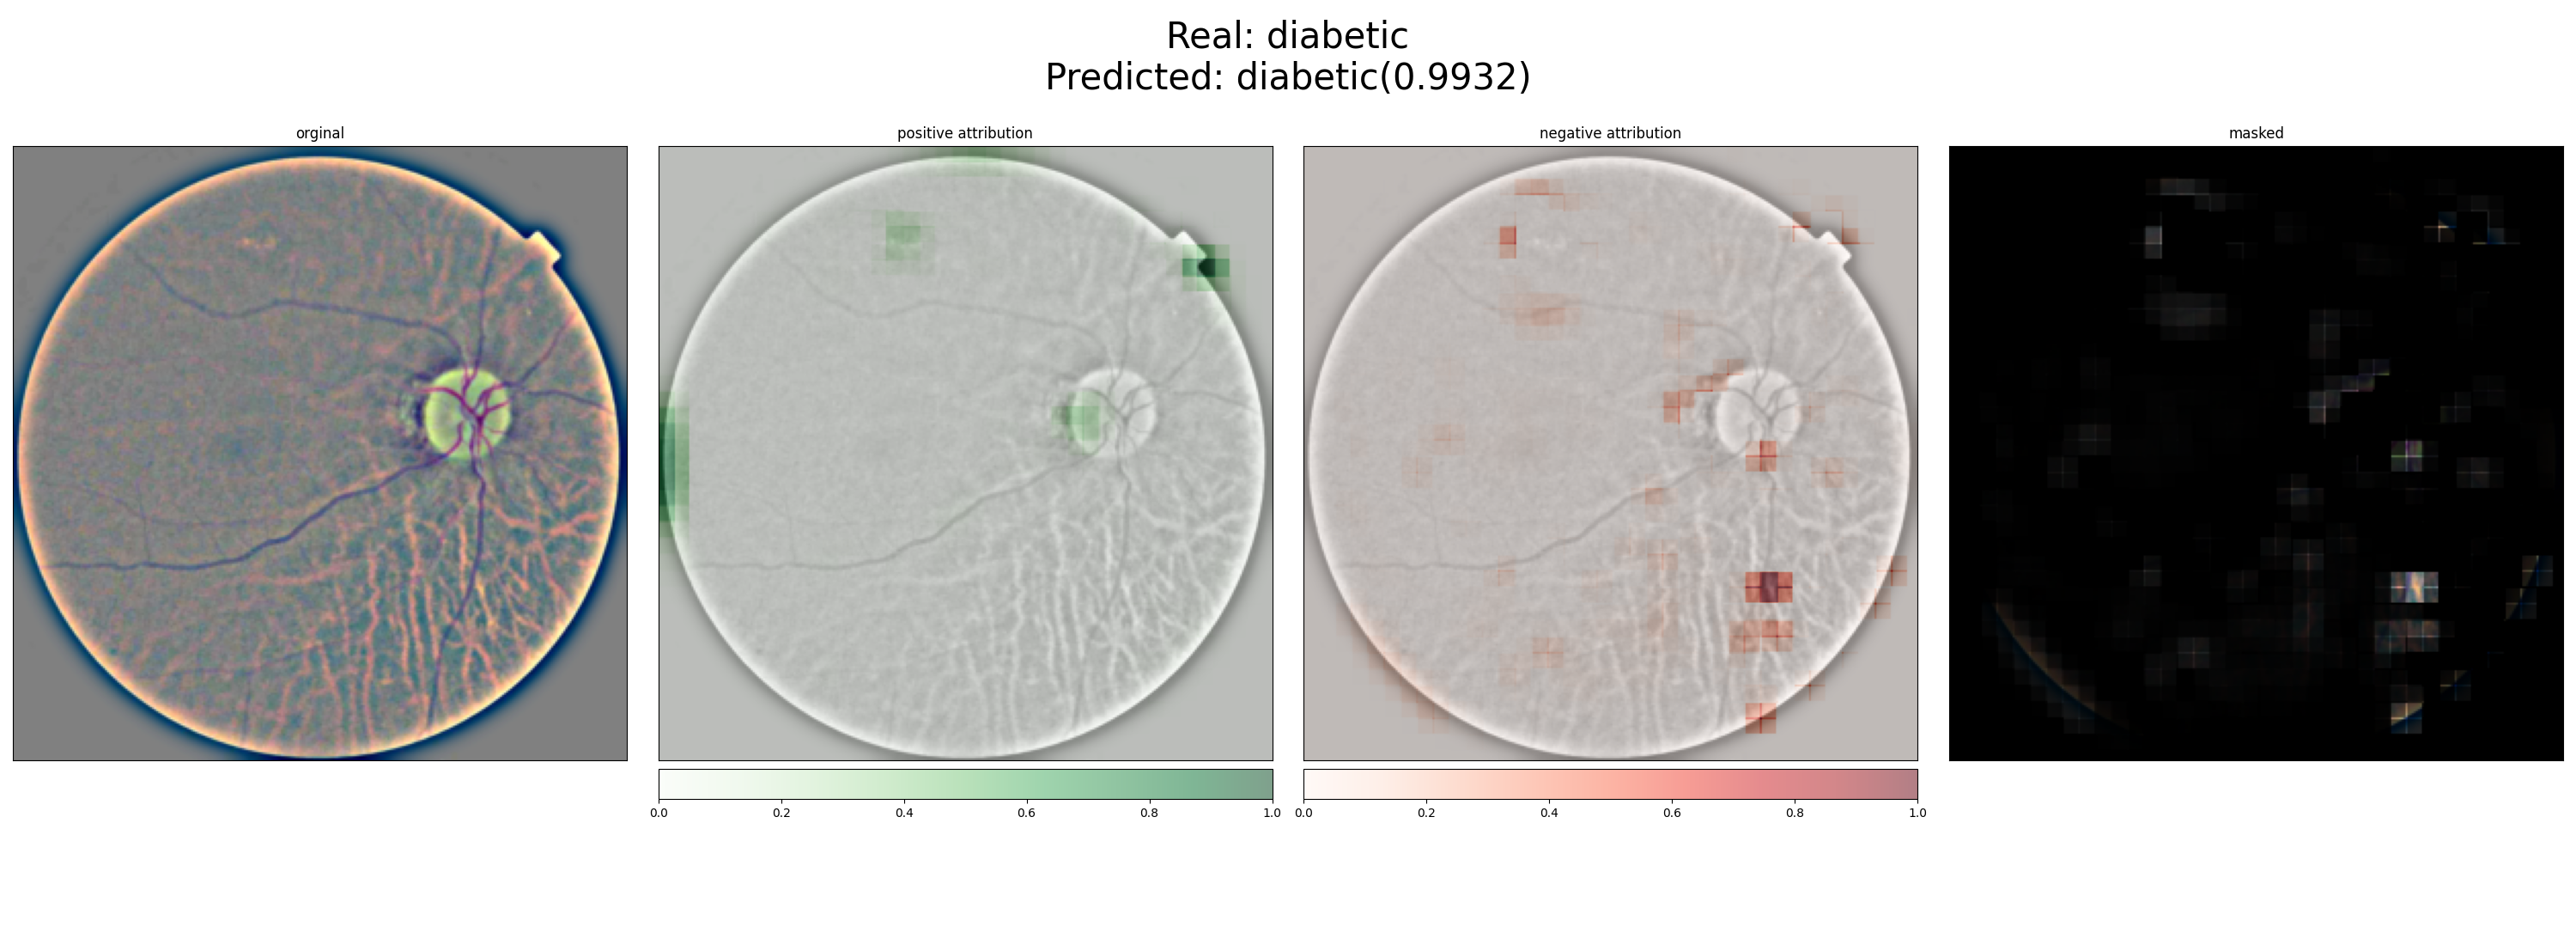 Real: diabetic
Predicted: diabetic(0.9932)
orginal
positive attribution
negative attribution
masked
0.0 0.2 0.4 0.6 0.8 1.0
0.0 0.2 0.4 0.6 0.8 1.0